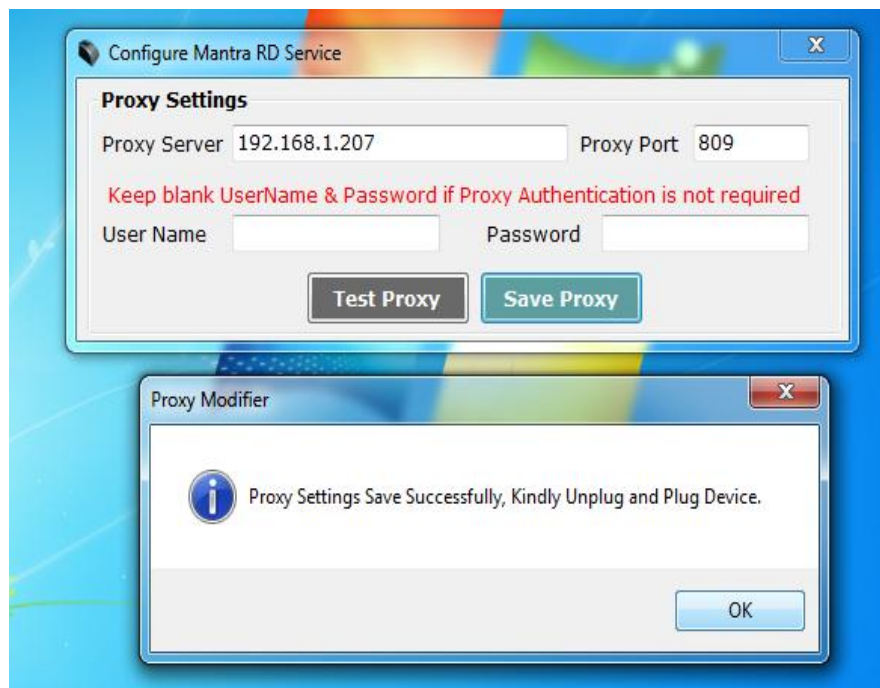 Configure Mantra RD Service
X
Proxy Settings
Proxy Server 192.168.1.207 Proxy Port 809
Keep blank UserName & Password if Proxy Authentication is not required
User Name Password
Test Proxy Save Proxy
Proxy Modifier
X
Proxy Settings Save Successfully, Kindly Unplug and Plug Device.
OK